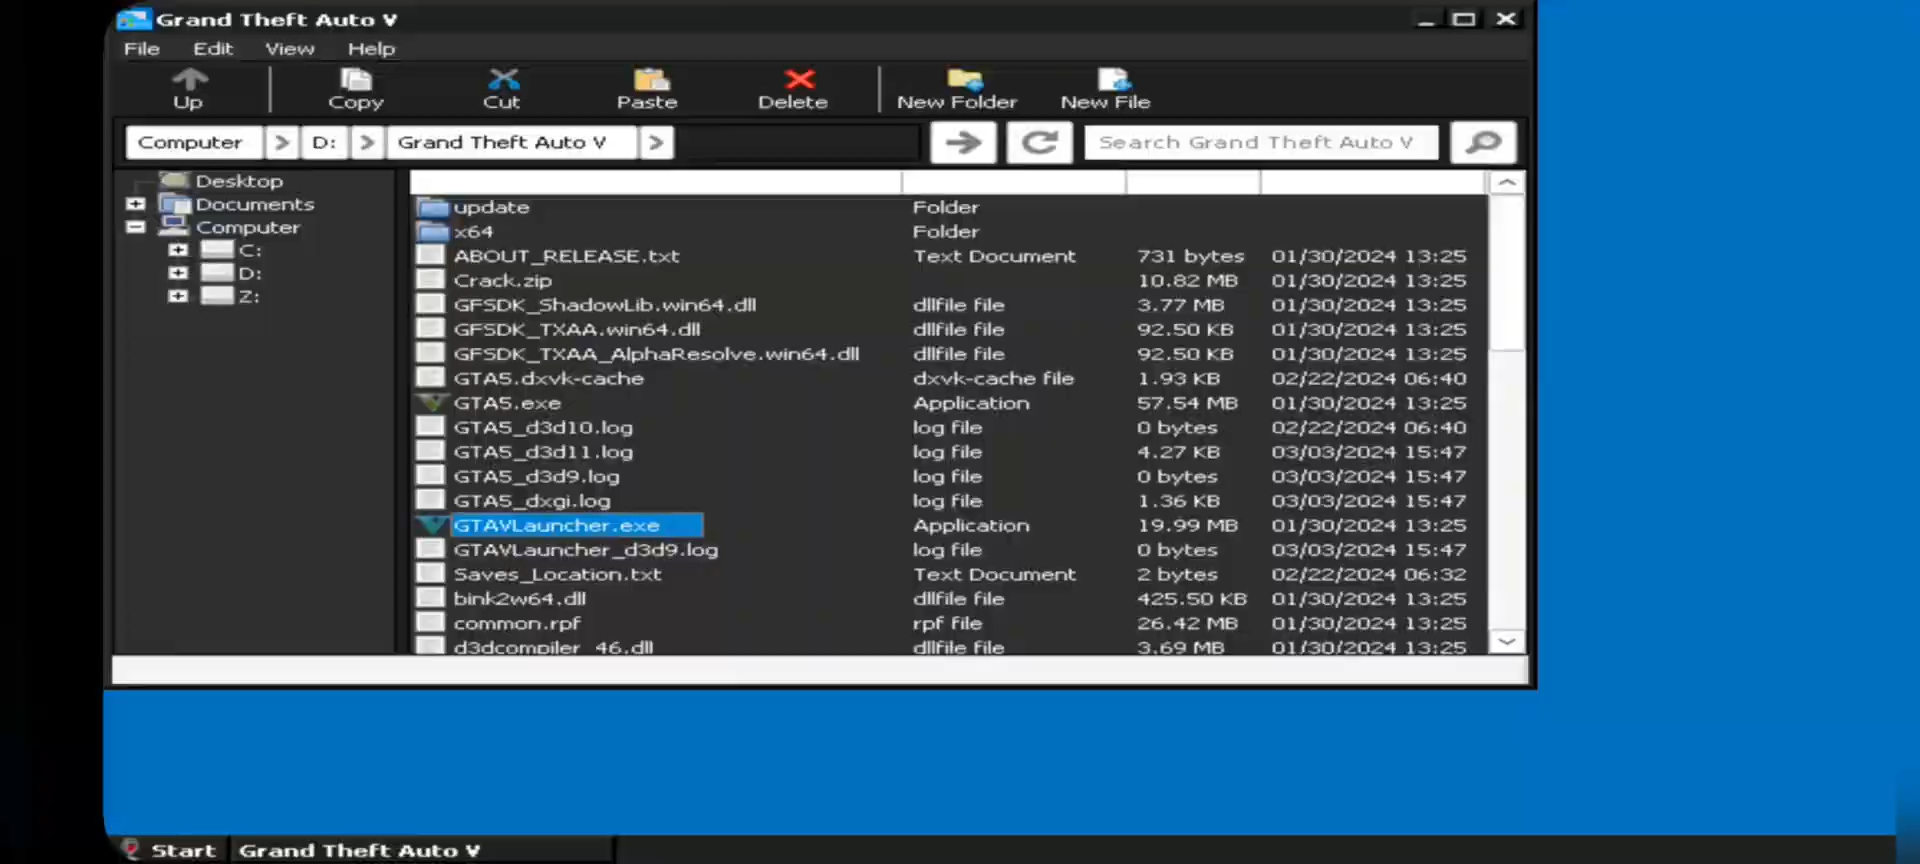 Grand Theft Auto V
File Edit View Help
Up Copy Cut Paste Delete New Folder New File
Computer > D: > Grand Theft Auto V > Search Grand Theft Auto V
Desktop
Documents
Computer
C:
D:
Z:
update Folder
x64 Folder
ABOUT_RELEASE.txt Text Document 731 bytes 01/30/2024 13:25
Crack.zip 10.82 MB 01/30/2024 13:25
GFSDK_ShadowLib.win64.dll dllfile file 3.77 MB 01/30/2024 13:25
GFSDK_TXAA.win64.dll dllfile file 92.50 KB 01/30/2024 13:25
GFSDK_TXAA_AlphaResolve.win64.dll dllfile file 92.50 KB 01/30/2024 13:25
GTA5.dxvk-cache dxvk-cache file 1.93 KB 02/22/2024 06:40
GTA5.exe Application 57.54 MB 01/30/2024 13:25
GTA5_d3d10.log log file 0 bytes 02/22/2024 06:40
GTA5_d3d11.log log file 4.27 KB 03/03/2024 15:47
GTA5_d3d9.log log file 0 bytes 03/03/2024 15:47
GTA5_dxgi.log log file 1.36 KB 03/03/2024 15:47
GTAVLauncher.exe Application 19.99 MB 01/30/2024 13:25
GTAVLauncher_d3d9.log log file 0 bytes 03/03/2024 15:47
Saves_Location.txt Text Document 2 bytes 02/22/2024 06:32
bink2w64.dll dllfile file 425.50 KB 01/30/2024 13:25
common.rpf rpf file 26.42 MB 01/30/2024 13:25
d3dcompiler_46.dll dllfile file 3.69 MB 01/30/2024 13:25
Start Grand Theft Auto V